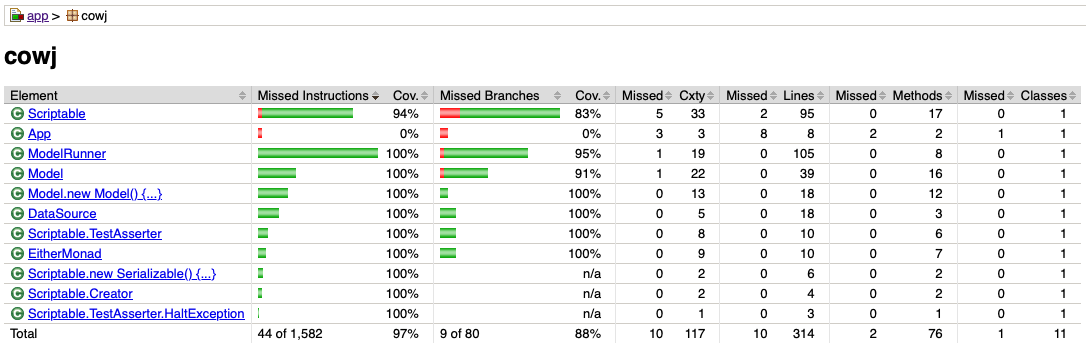 app > cowj
cowj
Element Missed Instructions Cov. Missed Branches Cov. Missed Cxty Missed Lines Missed Methods Missed Classes
Scriptable 94% 83% 5 33 2 95 0 17 0 1
App 0% 0% 3 3 8 8 2 2 1 1
ModelRunner 100% 95% 1 19 0 105 0 8 0 1
Model 100% 91% 1 22 0 39 0 16 0 1
Model.new Model() {...} 100% 100% 0 13 0 18 0 12 0 1
DataSource 100% 100% 0 5 0 18 0 3 0 1
Scriptable.TestAsserter 100% 100% 0 8 0 10 0 6 0 1
EitherMonad 100% 100% 0 9 0 10 0 7 0 1
Scriptable.new Serializable() {...} 100% n/a 0 2 0 6 0 2 0 1
Scriptable.Creator 100% n/a 0 2 0 4 0 2 0 1
Scriptable.TestAsserter.HaltException 100% n/a 0 1 0 3 0 1 0 1
Total 44 of 1,582 97% 9 of 80 88% 10 117 10 314 2 76 1 11